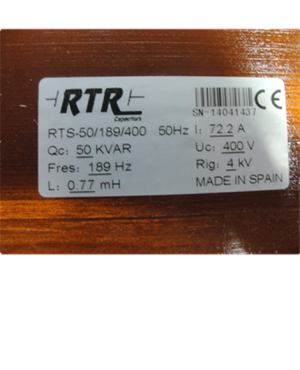 RTR
Capacitors
SN-14041437
CE
RTS-50/189/400 50Hz I: 72.2 A
Qc: 50 KVAR Uc: 400 V
Fres: 189 Hz Rig: 4 kV
L: 0.77 mH MADE IN SPAIN